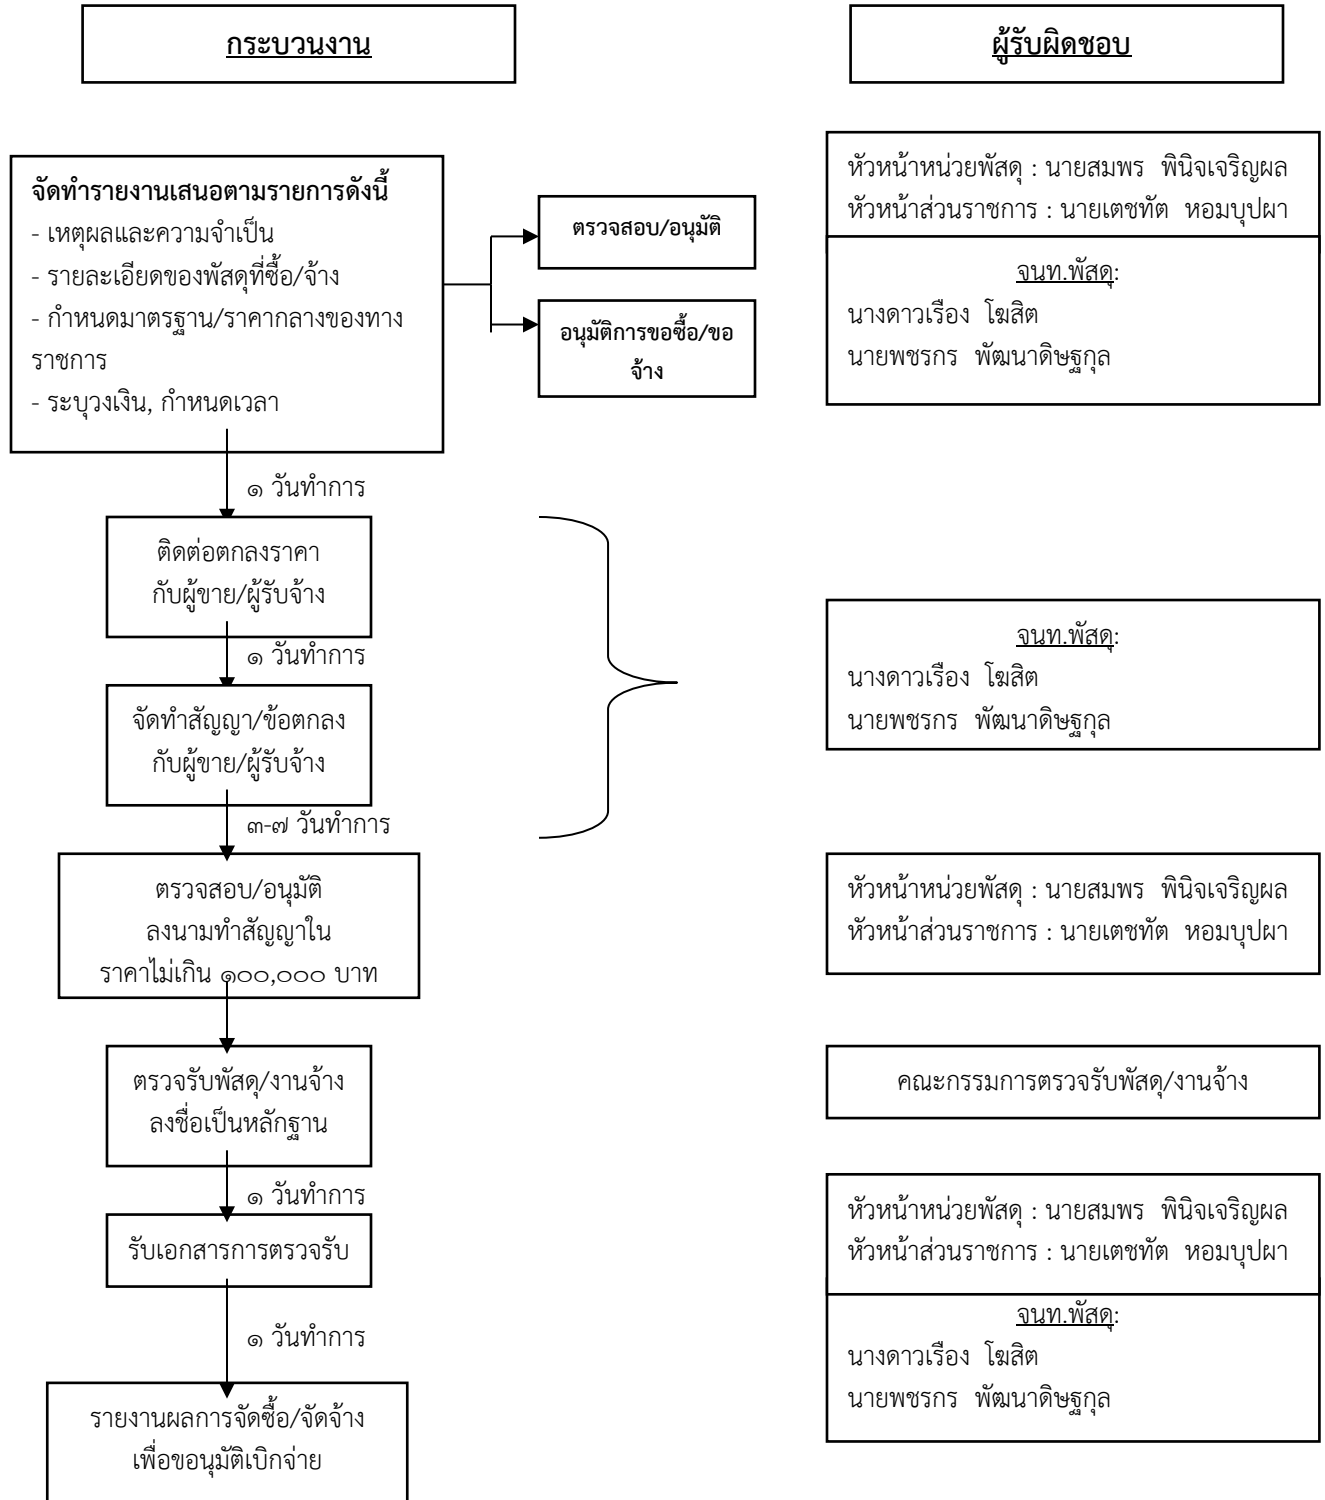 กระบวนงาน
ผู้รับผิดชอบ
จัดทำรายงานเสนอตามรายการดังนี้
- เหตุผลและความจำเป็น
- รายละเอียดของพัสดุที่ซื้อ/จ้าง
- กำหนดมาตรฐาน/ราคากลางของทาง
ราชการ
- ระบุวงเงิน, กำหนดเวลา
ตรวจสอบ/อนุมัติ
อนุมัติการขอซื้อ/ขอ
จ้าง
หัวหน้าหน่วยพัสดุ : นายสมพร พินิจเจริญผล
หัวหน้าส่วนราชการ : นายเตชทัต หอมบุปผา
จนท.พัสดุ:
นางดาวเรือง โฆสิต
นายพชรกร พัฒนาดิษฐกุล
๑ วันทำการ
ติดต่อตกลงราคา
กับผู้ขาย/ผู้รับจ้าง
๑ วันทำการ
จัดทำสัญญา/ข้อตกลง
กับผู้ขาย/ผู้รับจ้าง
๓-๗ วันทำการ
จนท.พัสดุ:
นางดาวเรือง โฆสิต
นายพชรกร พัฒนาดิษฐกุล
ตรวจสอบ/อนุมัติ
ลงนามทำสัญญาใน
ราคาไม่เกิน ๑๐๐,๐๐๐ บาท
หัวหน้าหน่วยพัสดุ : นายสมพร พินิจเจริญผล
หัวหน้าส่วนราชการ : นายเตชทัต หอมบุปผา
ตรวจรับพัสดุ/งานจ้าง
ลงชื่อเป็นหลักฐาน
คณะกรรมการตรวจรับพัสดุ/งานจ้าง
๑ วันทำการ
รับเอกสารการตรวจรับ
๑ วันทำการ
หัวหน้าหน่วยพัสดุ : นายสมพร พินิจเจริญผล
หัวหน้าส่วนราชการ : นายเตชทัต หอมบุปผา
จนท.พัสดุ:
นางดาวเรือง โฆสิต
นายพชรกร พัฒนาดิษฐกุล
รายงานผลการจัดซื้อ/จัดจ้าง
เพื่อขอนุมัติเบิกจ่าย